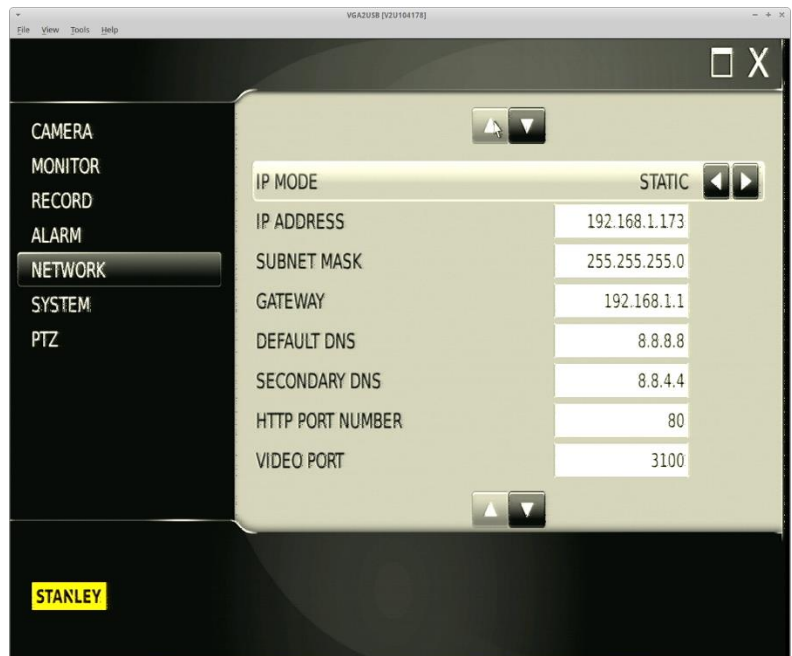 VGA2USB [V2U104178]
File View Tools Help
X
CAMERA
MONITOR
RECORD
ALARM
NETWORK
SYSTEM
PTZ
IP MODE STATIC
IP ADDRESS 192.168.1.173
SUBNET MASK 255.255.255.0
GATEWAY 192.168.1.1
DEFAULT DNS 8.8.8.8
SECONDARY DNS 8.8.4.4
HTTP PORT NUMBER 80
VIDEO PORT 3100
STANLEY